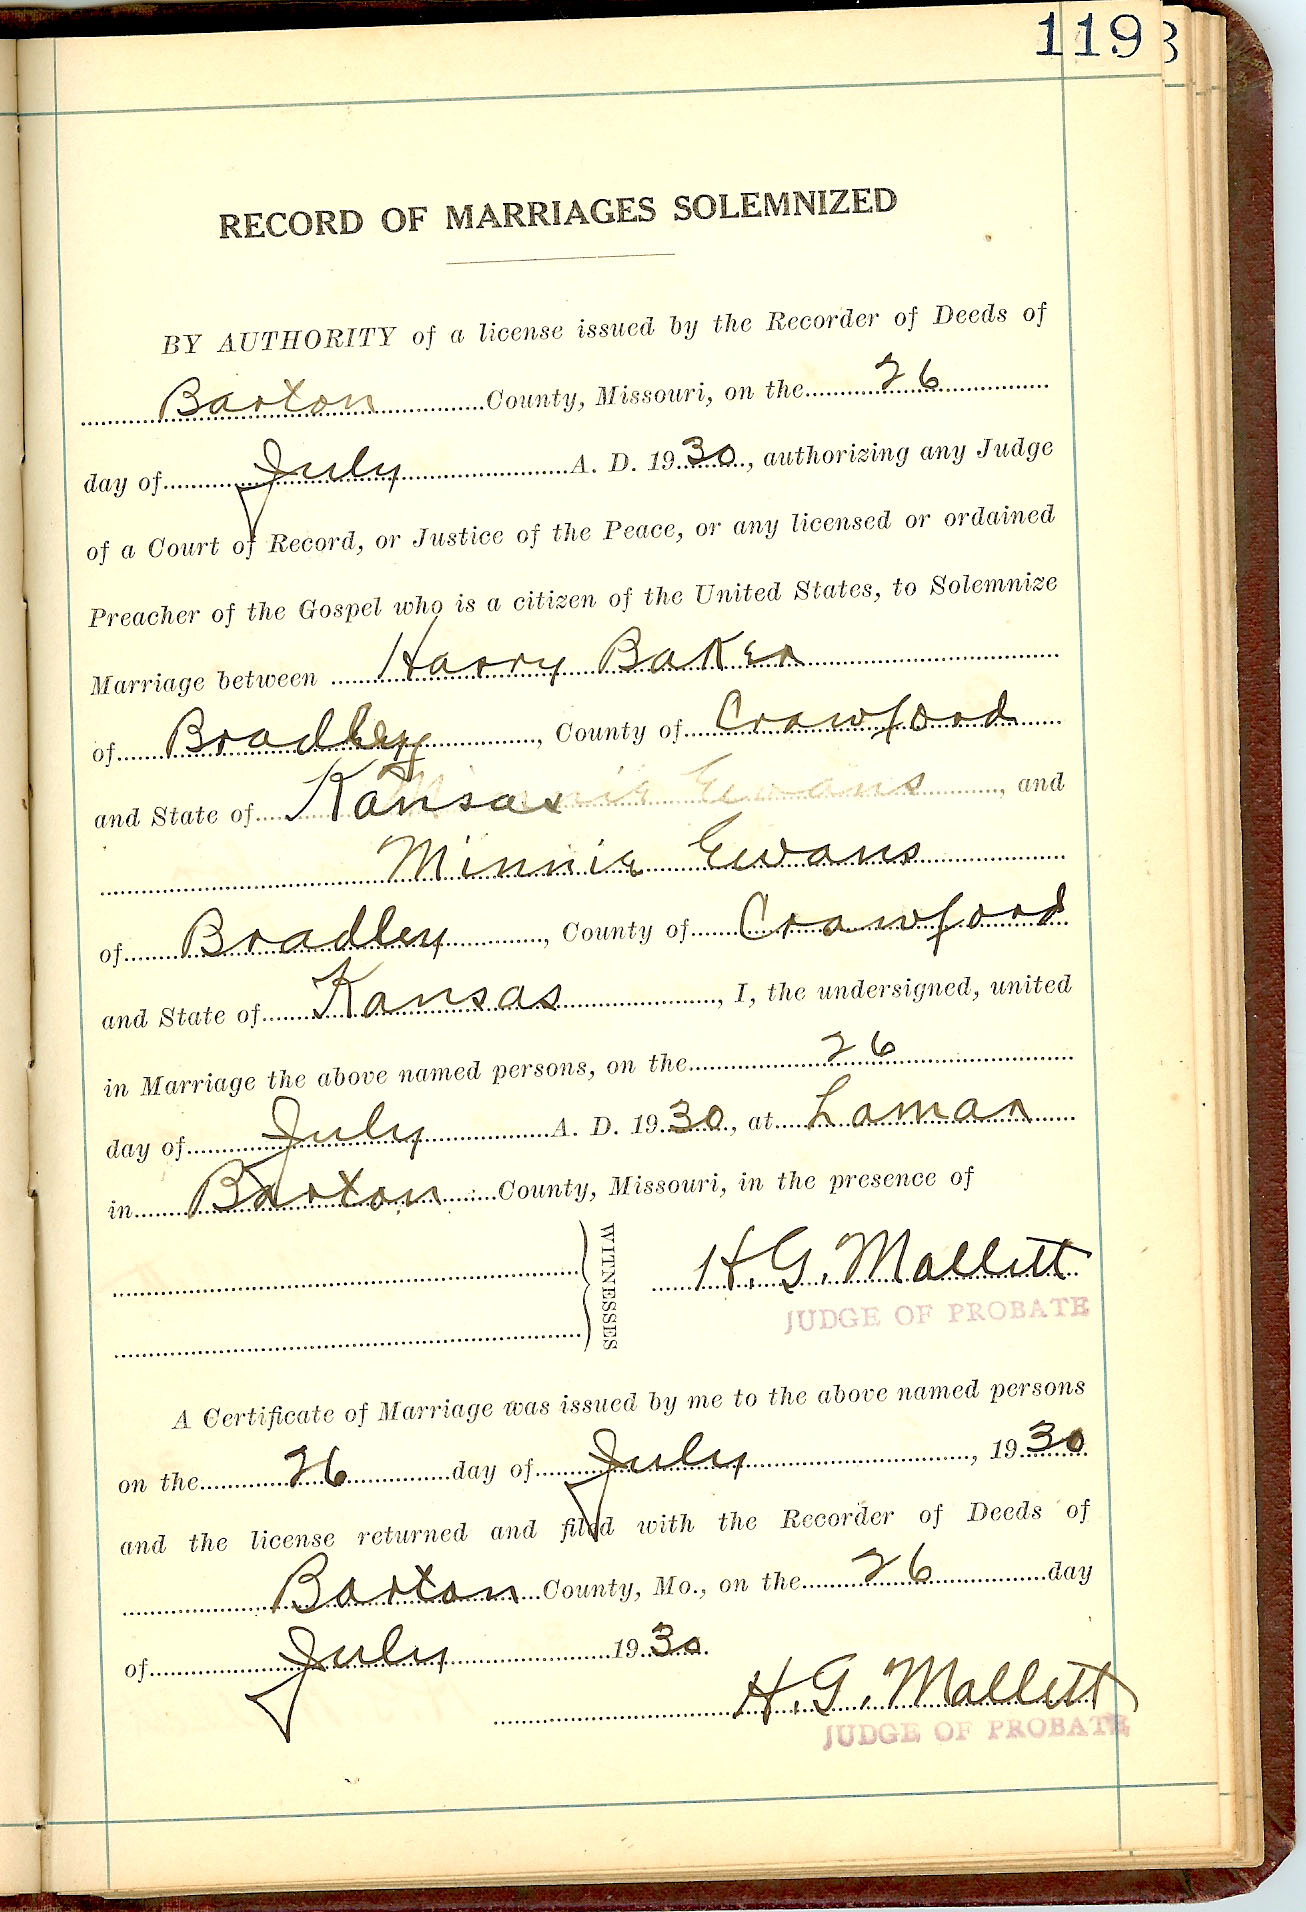 119
RECORD OF MARRIAGES SOLEMNIZED
BY AUTHORITY of a license issued by the Recorder of Deeds of
Barton County, Missouri, on the 26
day of July A. D. 1930, authorizing any Judge
of a Court of Record, or Justice of the Peace, or any licensed or ordained
Preacher of the Gospel who is a citizen of the United States, to Solemnize
Marriage between Harry Baker
of Bradley, County of Crawford
and State of Kansas, and
Minnie Ewans
of Bradley, County of Crawford
and State of Kansas, I, the undersigned, united
in Marriage the above named persons, on the 26
day of July A. D. 1930, at Lamar
in Barton County, Missouri, in the presence of
WITNESSES
H. G. Mallett
JUDGE OF PROBATE
A Certificate of Marriage was issued by me to the above named persons
on the 26 day of July, 1930
and the license returned and filed with the Recorder of Deeds of
Barton County, Mo., on the 26 day
of July 1930.
H. G. Mallett
JUDGE OF PROBATE